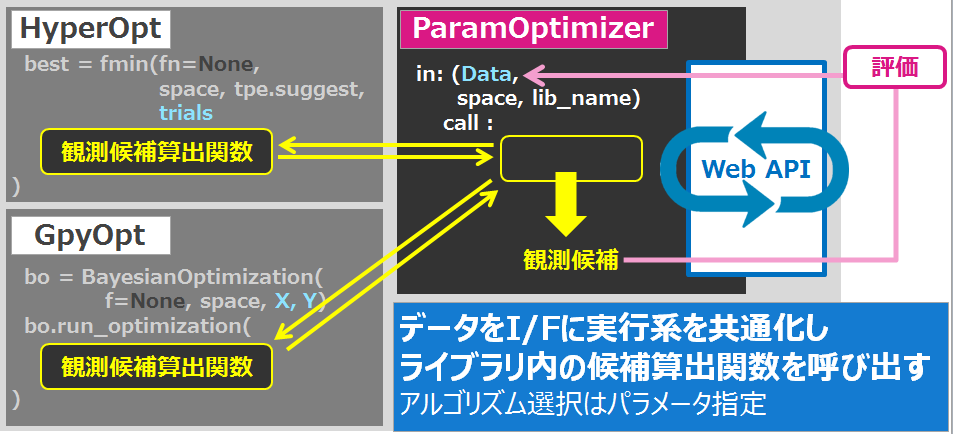 HyperOpt
best = fmin(fn=None,
space, tpe.suggest,
trials
観測候補算出関数
)
GpyOpt
bo = BayesianOptimization(
f=None, space, X, Y)
bo.run_optimization(
観測候補算出関数
)
ParamOptimizer
in: (Data,
space, lib_name)
call :
観測候補
Web API
評価
データをI/Fに実行系を共通化し
ライブラリ内の候補算出関数を呼び出す
アルゴリズム選択はパラメータ指定